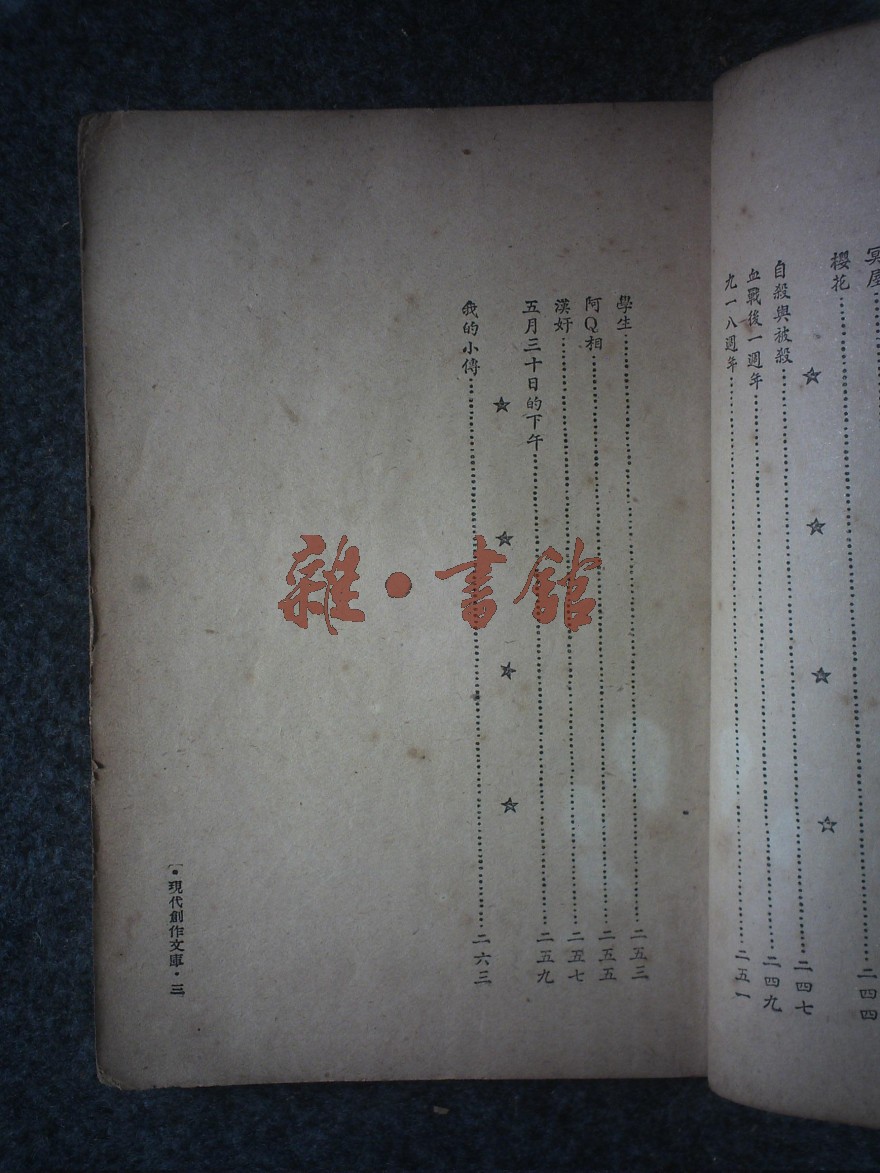 冥屋……二四四
櫻花
自殺與被殺……二四七
血戰後一週年……二四九
九一八週年……二五一
學生……二五三
阿Q相……二五五
漢奸……二五七
五月三十日的下午……二五九
☆ ☆ ☆ ☆
我的小傳……二六三
〔•現代創作文庫•三
雜•書館